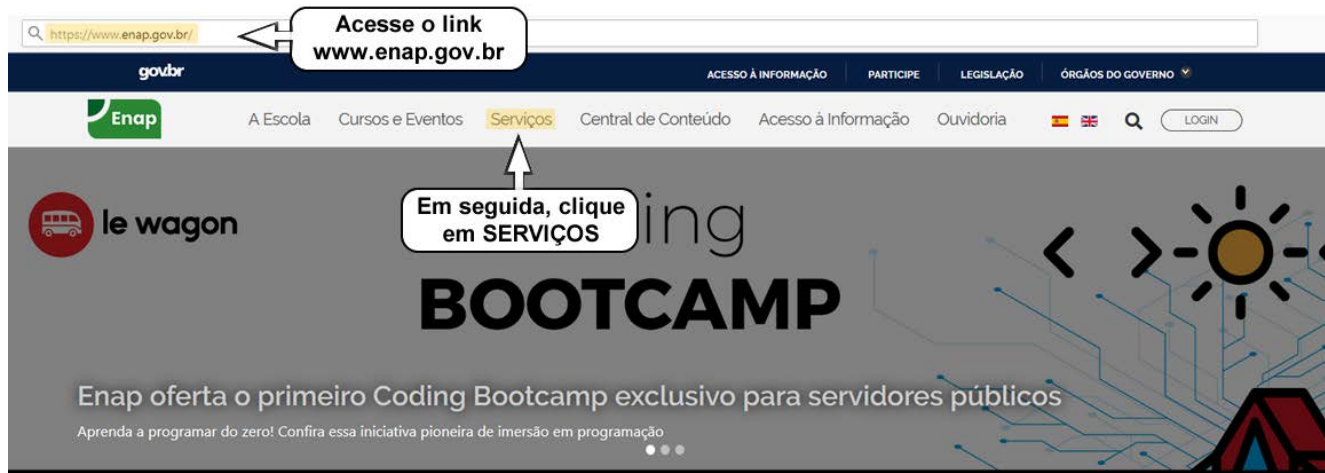 https://www.enap.gov.br/
Acesse o link
www.enap.gov.br
gov.br
ACESSO À INFORMAÇÃO PARTICIPE LEGISLAÇÃO ÓRGÃOS DO GOVERNO
Enap
A Escola Cursos e Eventos Serviços Central de Conteúdo Acesso à Informação Ouvidoria LOGIN
Em seguida, clique
em SERVIÇOS
le wagon
ing
BOOTCAMP
Enap oferta o primeiro Coding Bootcamp exclusivo para servidores públicos
Aprenda a programar do zero! Confira essa iniciativa pioneira de imersão em programação